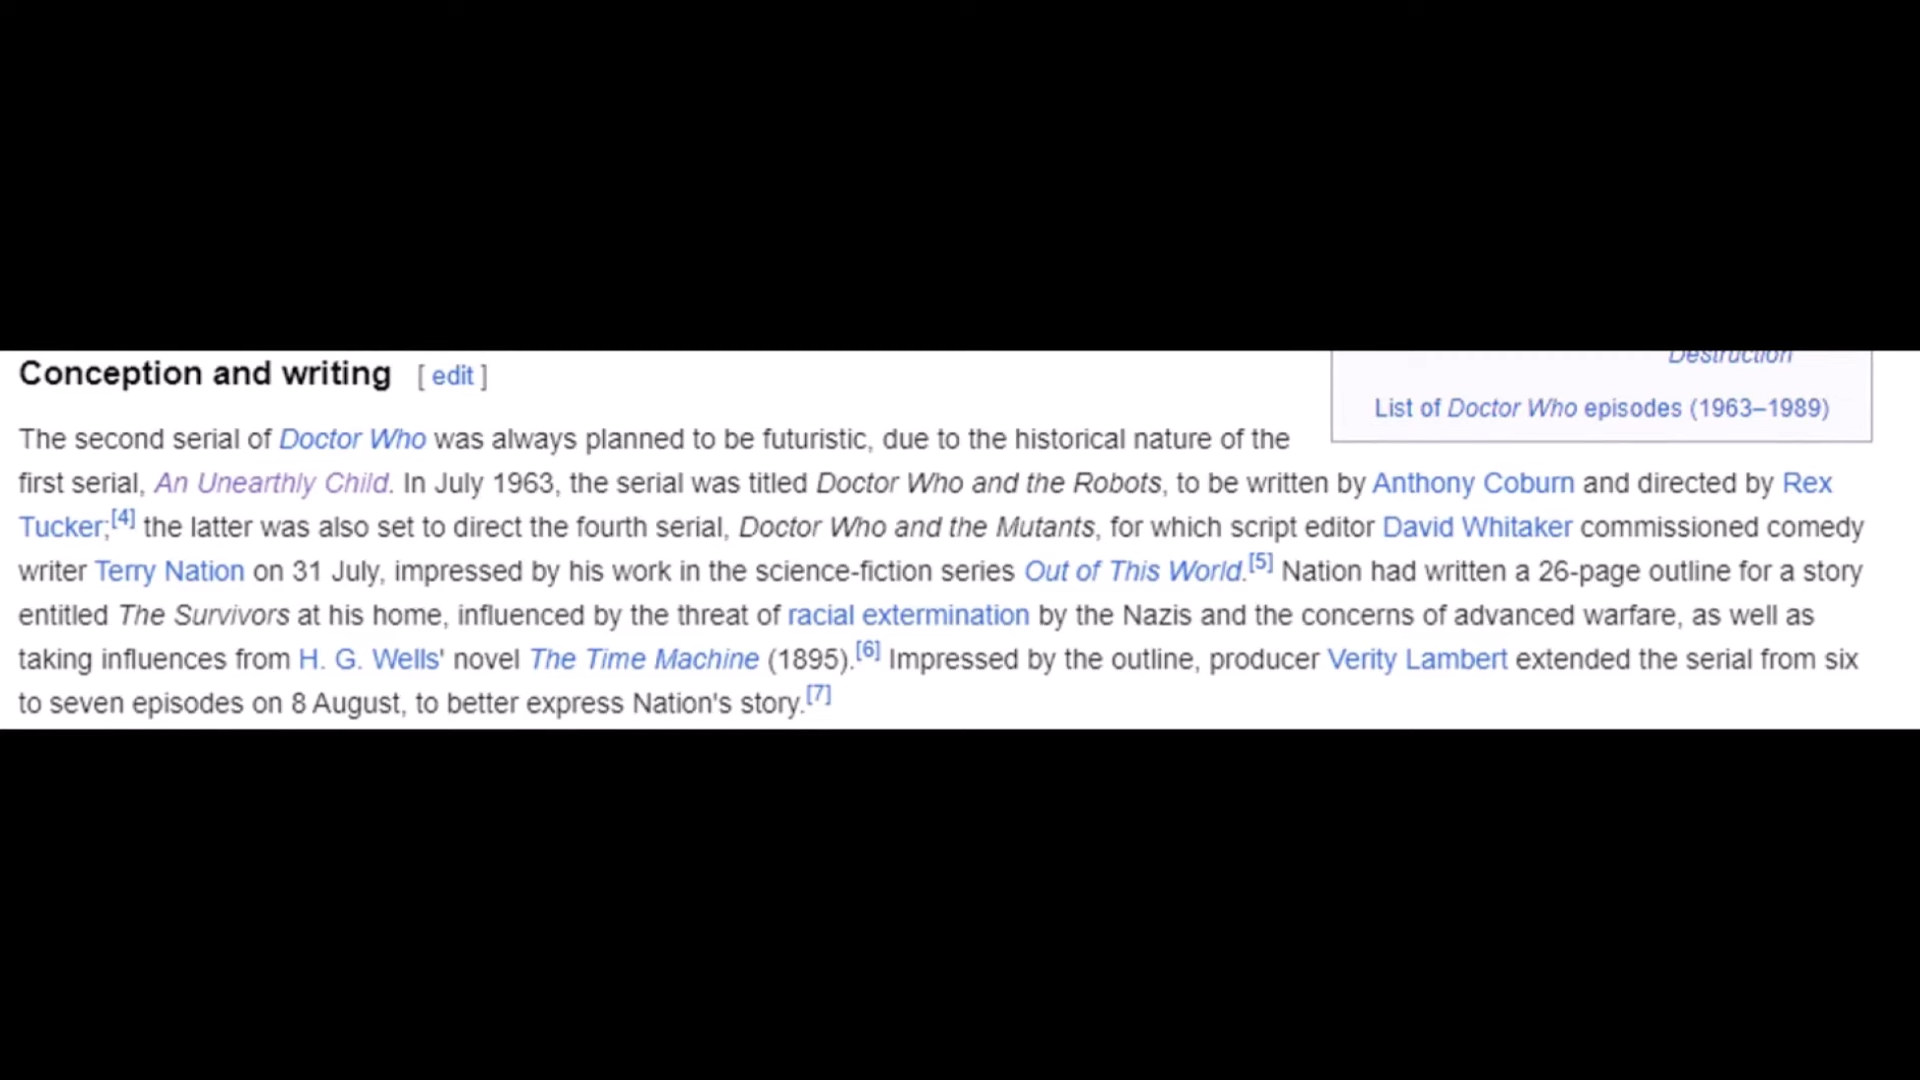 Conception and writing [ edit ]
Destruction
List of Doctor Who episodes (1963–1989)
The second serial of Doctor Who was always planned to be futuristic, due to the historical nature of the
first serial, An Unearthly Child. In July 1963, the serial was titled Doctor Who and the Robots, to be written by Anthony Coburn and directed by Rex
Tucker;[4] the latter was also set to direct the fourth serial, Doctor Who and the Mutants, for which script editor David Whitaker commissioned comedy
writer Terry Nation on 31 July, impressed by his work in the science-fiction series Out of This World.[5] Nation had written a 26-page outline for a story
entitled The Survivors at his home, influenced by the threat of racial extermination by the Nazis and the concerns of advanced warfare, as well as
taking influences from H. G. Wells' novel The Time Machine (1895).[6] Impressed by the outline, producer Verity Lambert extended the serial from six
to seven episodes on 8 August, to better express Nation's story.[7]